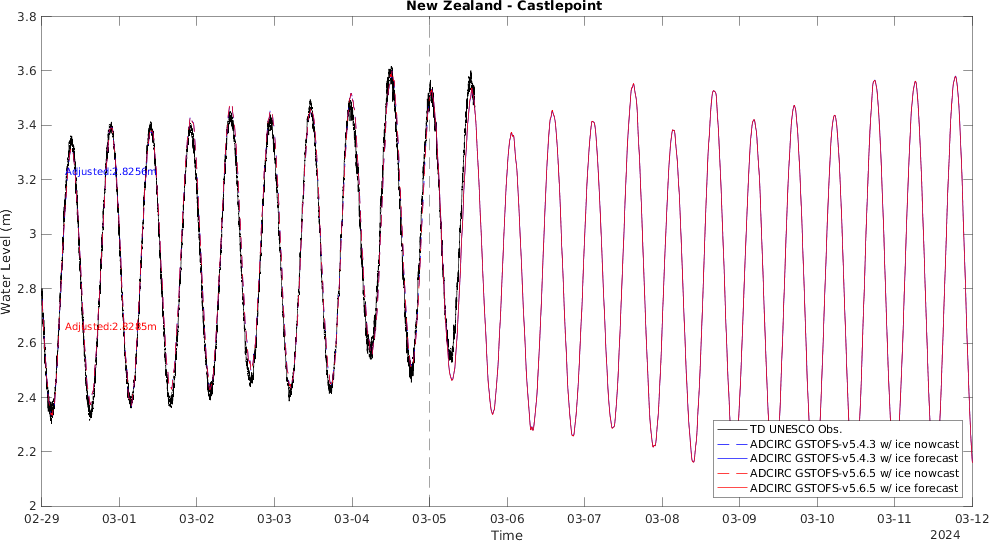 New Zealand - Castlepoint
3.8
3.6
3.4
3.2
3
2.8
2.6
2.4
2.2
2
Water Level (m)
Adjusted:2.8256m
Adjusted:2.8285m
TD UNESCO Obs.
ADCIRC GSTOFS-v5.4.3 w/ ice nowcast
ADCIRC GSTOFS-v5.4.3 w/ ice forecast
ADCIRC GSTOFS-v5.6.5 w/ ice nowcast
ADCIRC GSTOFS-v5.6.5 w/ ice forecast
02-29 03-01 03-02 03-03 03-04 03-05 03-06 03-07 03-08 03-09 03-10 03-11 03-12
Time
2024